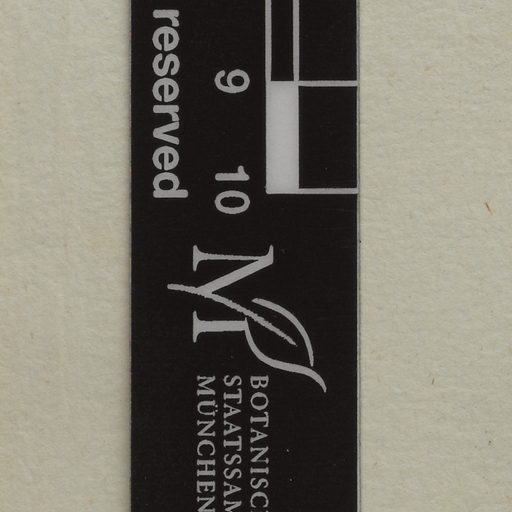 reserved
9 10
M
BOTANISC
STAATSSAM
MÜNCHEN